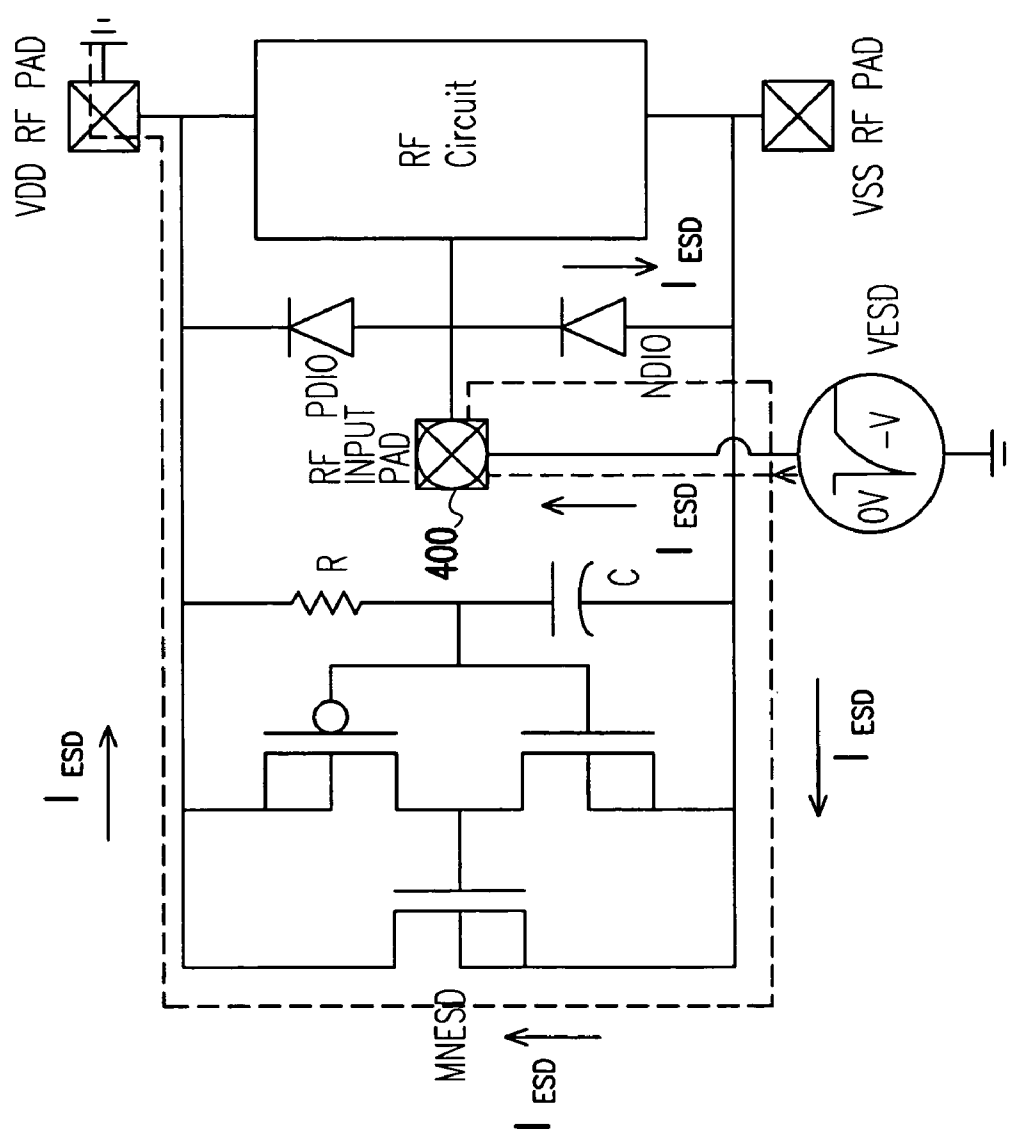 VDD RF PAD
RF
Circuit
VSS RF PAD
I ESD
PDIO
NDIO
RF
INPUT
PAD
400
VESD
0V
-V
I ESD
R
C
I ESD
I ESD
MNESD
I ESD